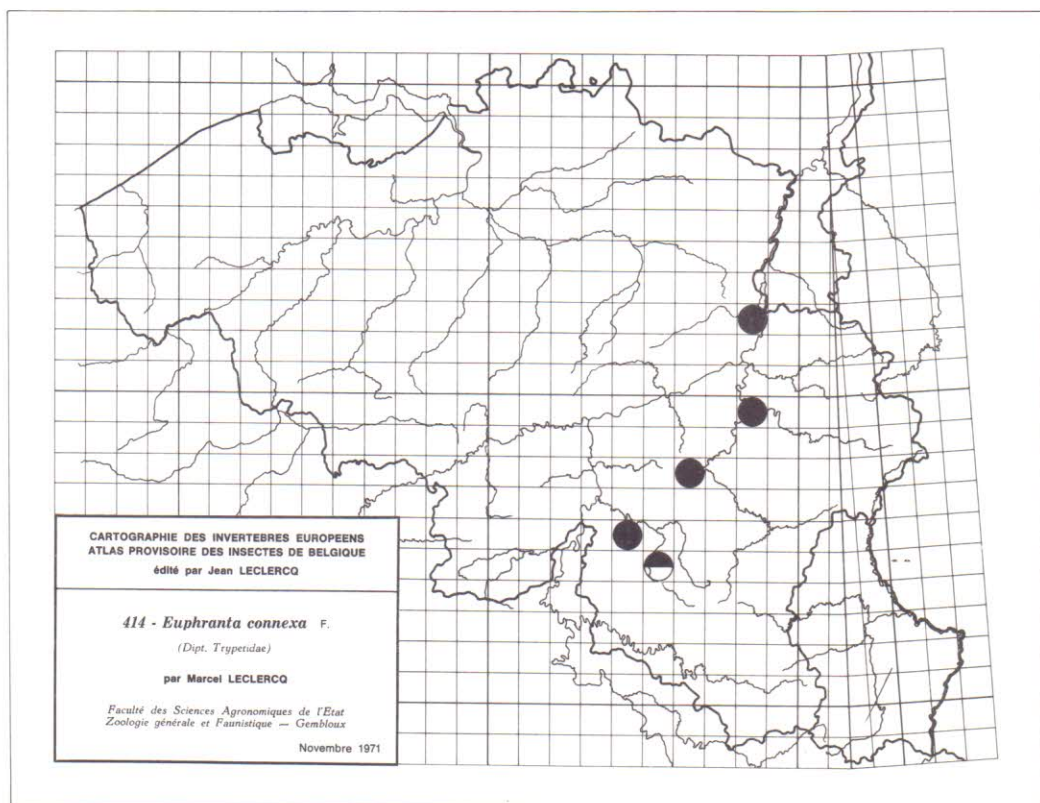 CARTOGRAPHIE DES INVERTEBRES EUROPEENS
ATLAS PROVISOIRE DES INSECTES DE BELGIQUE
édité par Jean LECLERCQ
414 - Euphranta connexa F.
(Dipt. Trypetidae)
par Marcel LECLERCQ
Faculté des Sciences Agronomiques de l'Etat
Zoologie générale et Faunistique — Gembloux
Novembre 1971